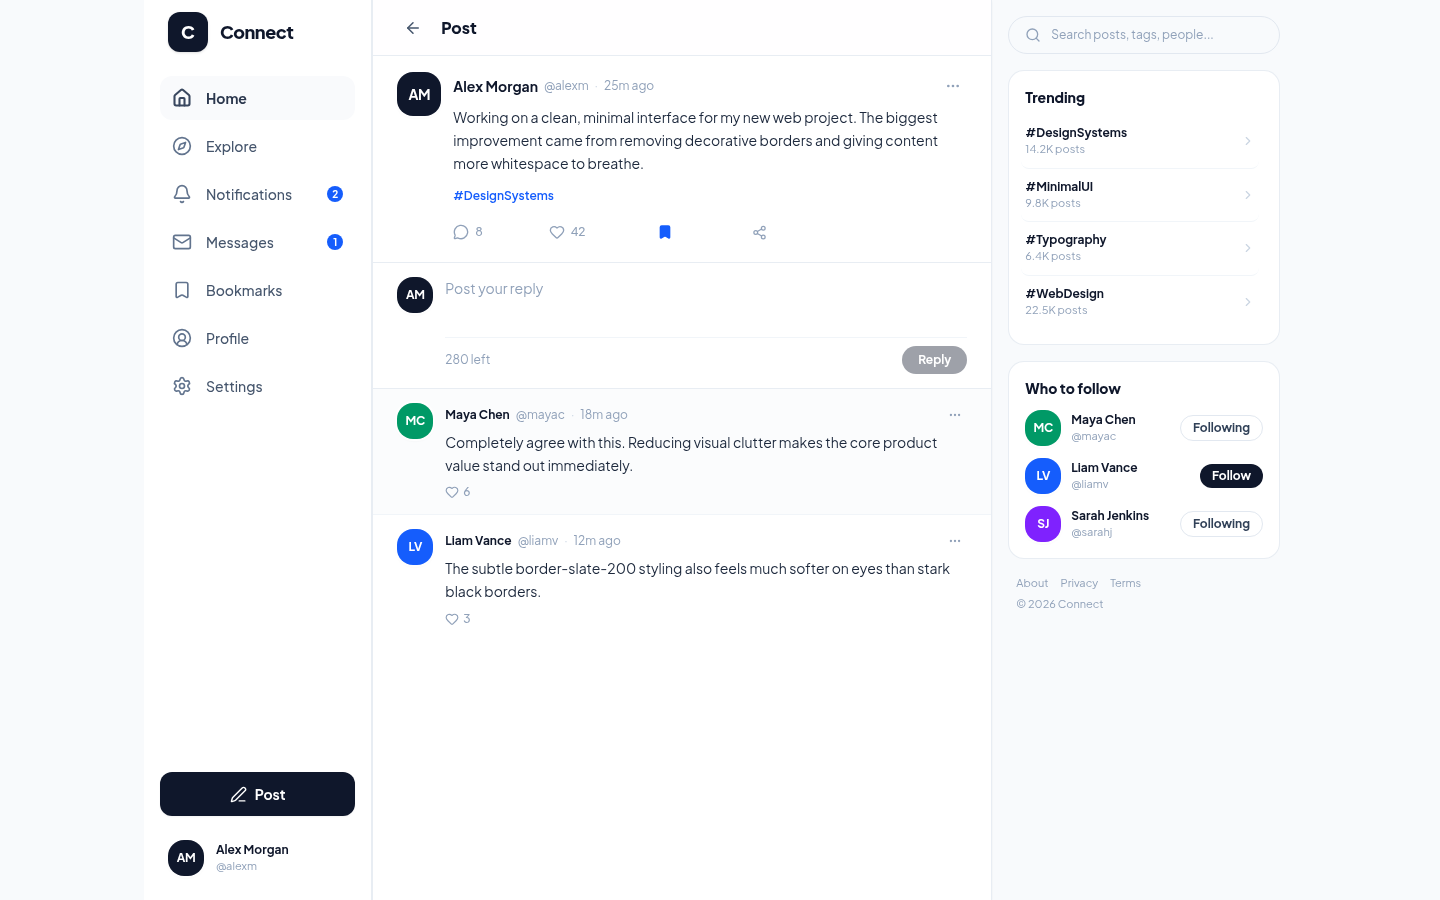 C Connect
Home
Explore
Notifications 2
Messages 1
Bookmarks
Profile
Settings
Post
AM Alex Morgan
@alexm
Post
AM Alex Morgan @alexm · 25m ago
Working on a clean, minimal interface for my new web project. The biggest
improvement came from removing decorative borders and giving content
more whitespace to breathe.
#DesignSystems
8 42
AM Post your reply
280 left Reply
MC Maya Chen @mayac · 18m ago
Completely agree with this. Reducing visual clutter makes the core product
value stand out immediately.
6
LV Liam Vance @liamv · 12m ago
The subtle border-slate-200 styling also feels much softer on eyes than stark
black borders.
3
Search posts, tags, people...
Trending
#DesignSystems
14.2K posts
#MinimalUI
9.8K posts
#Typography
6.4K posts
#WebDesign
22.5K posts
Who to follow
MC Maya Chen
@mayac
Following
LV Liam Vance
@liamv
Follow
SJ Sarah Jenkins
@sarahj
Following
About Privacy Terms
© 2026 Connect